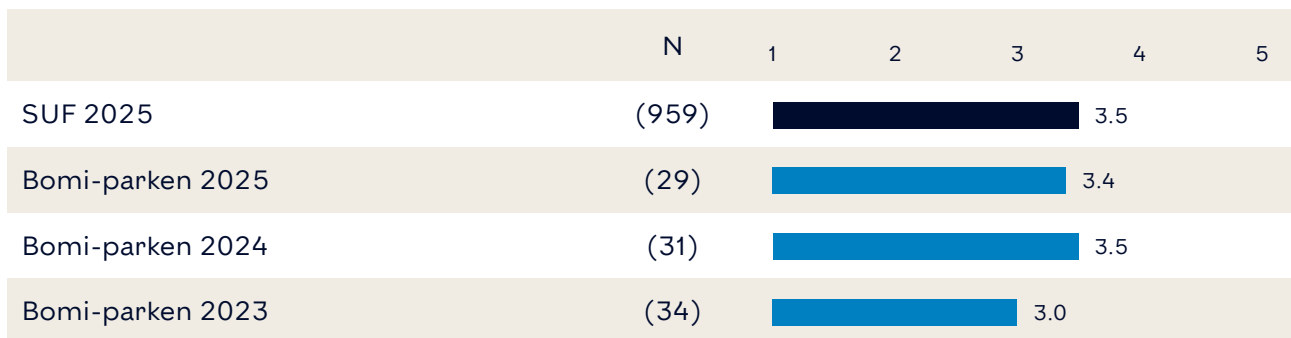 N 1 2 3 4 5
SUF 2025 (959) 3.5
Bomi-parken 2025 (29) 3.4
Bomi-parken 2024 (31) 3.5
Bomi-parken 2023 (34) 3.0